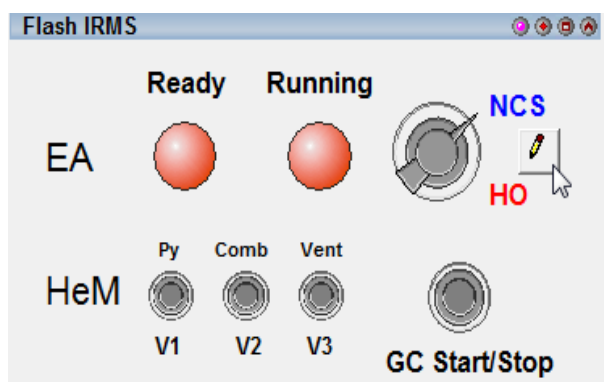 Flash IRMS
Ready Running
NCS
EA
HO
Py Comb Vent
HeM
V1 V2 V3
GC Start/Stop